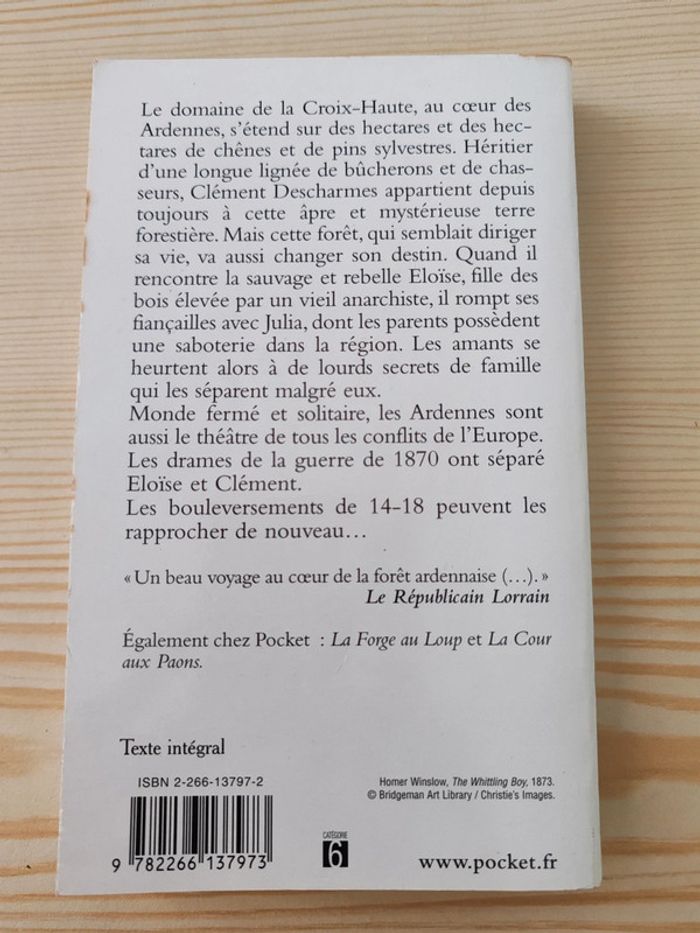 Le domaine de la Croix-Haute, au cœur des
Ardennes, s'étend sur des hectares et des hec-
tares de chênes et de pins sylvestres. Héritier
d'une longue lignée de bûcherons et de chas-
seurs, Clément Descharmes appartient depuis
toujours à cette âpre et mystérieuse terre
forestière. Mais cette forêt, qui semblait diriger
sa vie, va aussi changer son destin. Quand il
rencontre la sauvage et rebelle Eloïse, fille des
bois élevée par un vieil anarchiste, il rompt ses
fiançailles avec Julia, dont les parents possèdent
une saboterie dans la région. Les amants se
heurtent alors à de lourds secrets de famille
qui les séparent malgré eux.
Monde fermé et solitaire, les Ardennes sont
aussi le théâtre de tous les conflits de l'Europe.
Les drames de la guerre de 1870 ont séparé
Eloïse et Clément.
Les bouleversements de 14-18 peuvent les
rapprocher de nouveau…
« Un beau voyage au cœur de la forêt ardennaise (…). »
Le Républicain Lorrain
Également chez Pocket : La Forge au Loup et La Cour
aux Paons.
Texte intégral
ISBN 2-266-13797-2
Homer Winslow, The Whittling Boy, 1873.
© Bridgeman Art Library / Christie's Images.
CATÉGORIE
6
9 782266 137973
www.pocket.fr